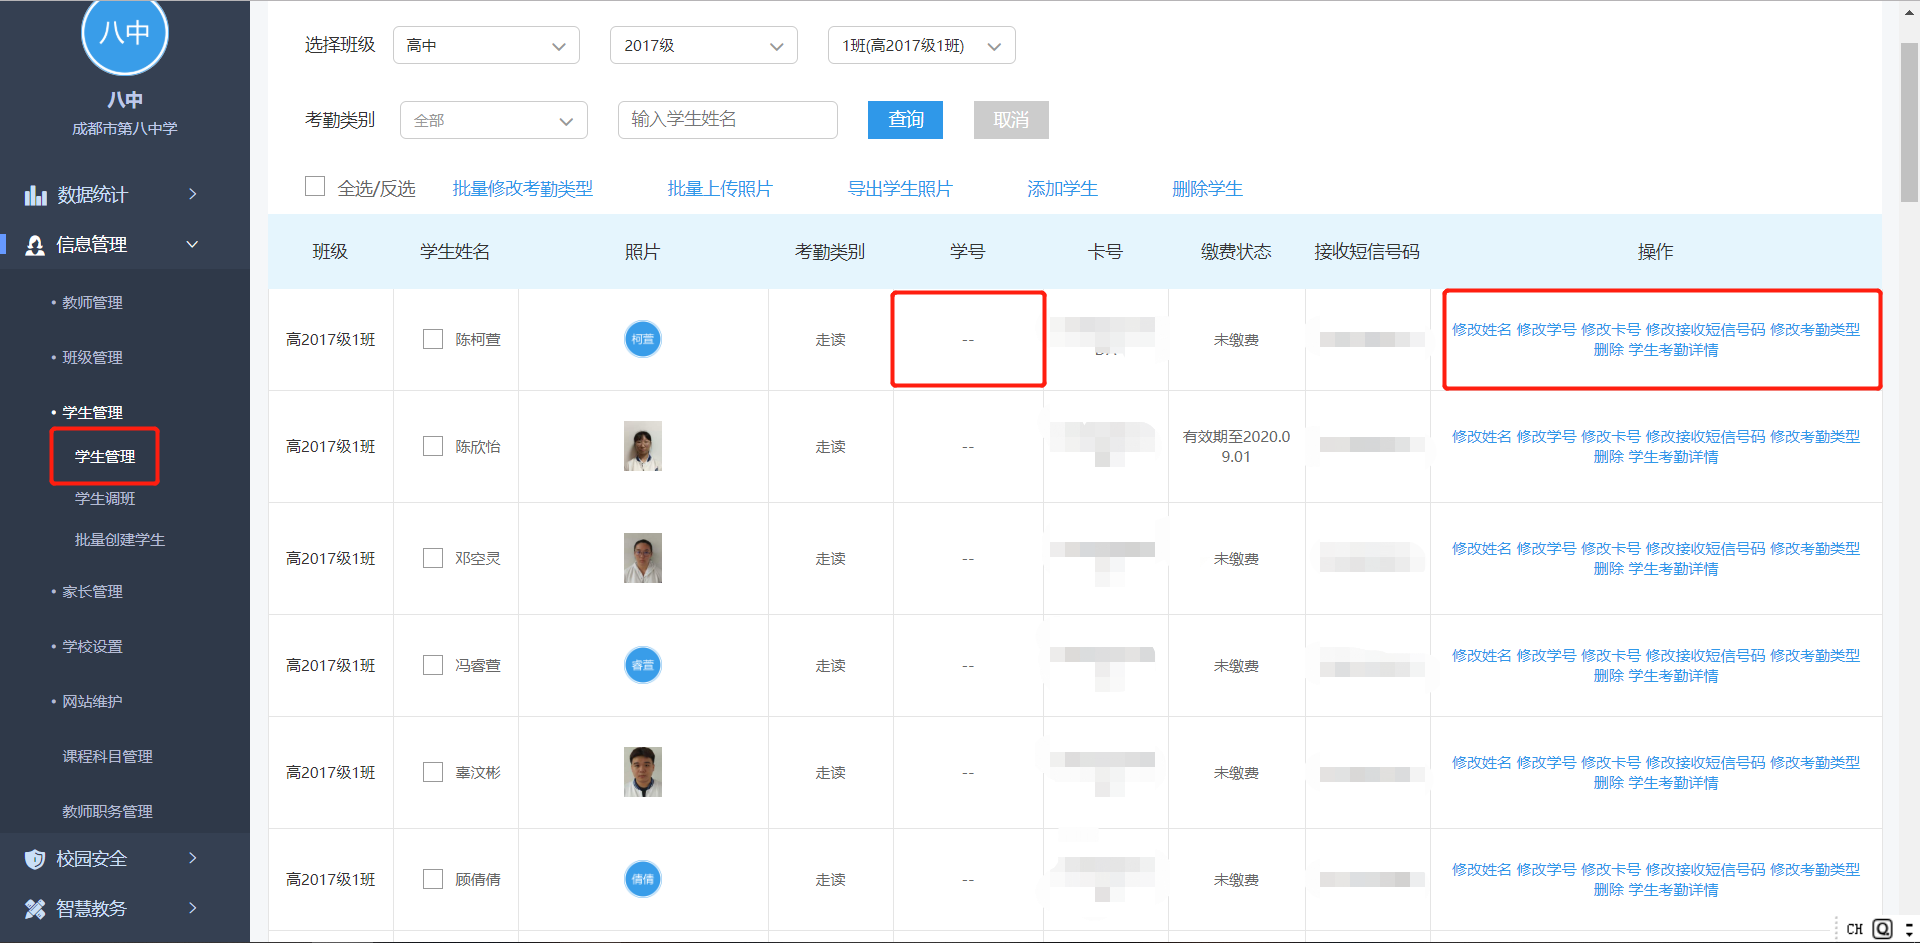 八中
八中
成都市第八中学
数据统计
信息管理
• 教师管理
• 班级管理
• 学生管理
学生管理
学生调班
批量创建学生
• 家长管理
• 学校设置
• 网站维护
课程科目管理
教师职务管理
校园安全
智慧教务
选择班级 高中 2017级 1班(高2017级1班)
考勤类别 全部 输入学生姓名 查询 取消
全选/反选 批量修改考勤类型 批量上传照片 导出学生照片 添加学生 删除学生
班级 学生姓名 照片 考勤类别 学号 卡号 缴费状态 接收短信号码 操作
高2017级1班 陈柯萱 柯萱 走读 -- 未缴费 修改姓名 修改学号 修改卡号 修改接收短信号码 修改考勤类型
删除 学生考勤详情
高2017级1班 陈欣怡 走读 -- 有效期至2020.0 修改姓名 修改学号 修改卡号 修改接收短信号码 修改考勤类型
9.01 删除 学生考勤详情
高2017级1班 邓空灵 走读 -- 未缴费 修改姓名 修改学号 修改卡号 修改接收短信号码 修改考勤类型
删除 学生考勤详情
高2017级1班 冯睿萱 睿萱 走读 -- 未缴费 修改姓名 修改学号 修改卡号 修改接收短信号码 修改考勤类型
删除 学生考勤详情
高2017级1班 辜汶彬 走读 -- 未缴费 修改姓名 修改学号 修改卡号 修改接收短信号码 修改考勤类型
删除 学生考勤详情
高2017级1班 顾倩倩 倩倩 走读 -- 未缴费 修改姓名 修改学号 修改卡号 修改接收短信号码 修改考勤类型
删除 学生考勤详情
CH